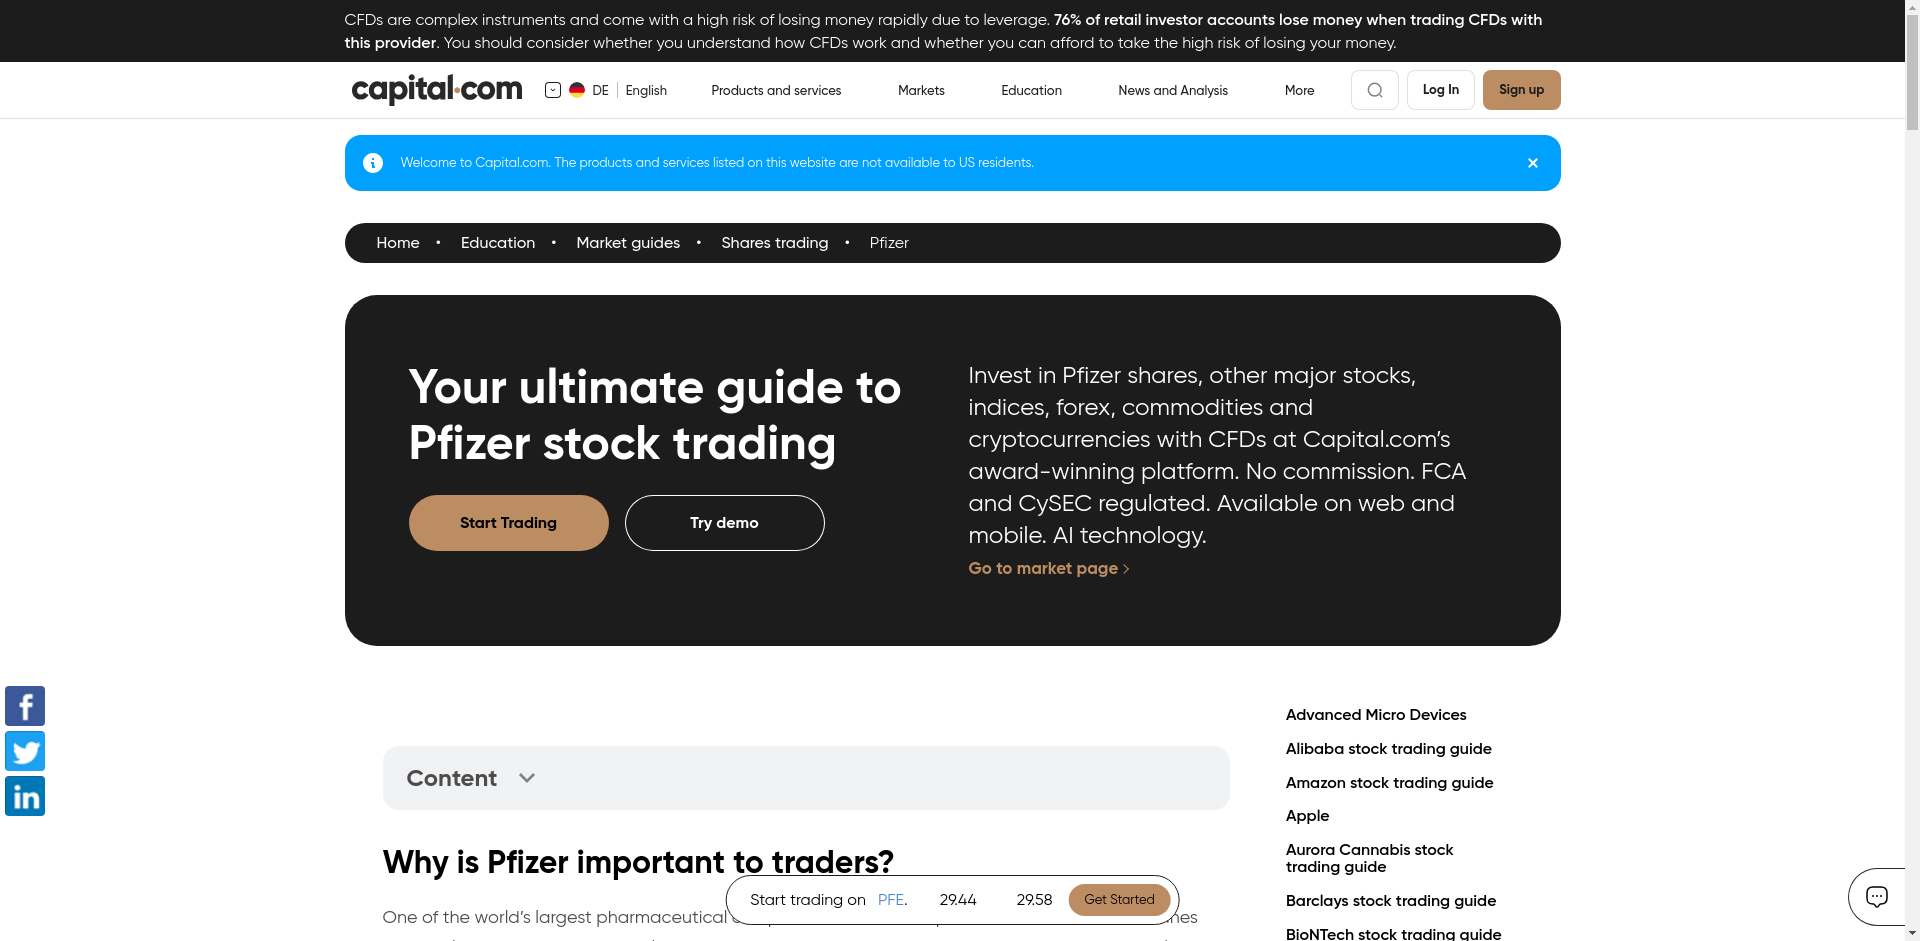 CFDs are complex instruments and come with a high risk of losing money rapidly due to leverage. 76% of retail investor accounts lose money when trading CFDs with
this provider. You should consider whether you understand how CFDs work and whether you can afford to take the high risk of losing your money.
capital.com
DE English
Products and services
Markets
Education
News and Analysis
More
Log In
Sign up
Welcome to Capital.com. The products and services listed on this website are not available to US residents.
Home • Education • Market guides • Shares trading • Pfizer
Your ultimate guide to
Pfizer stock trading
Start Trading
Try demo
Invest in Pfizer shares, other major stocks,
indices, forex, commodities and
cryptocurrencies with CFDs at Capital.com's
award-winning platform. No commission. FCA
and CySEC regulated. Available on web and
mobile. AI technology.
Go to market page
Content
Why is Pfizer important to traders?
One of the world's largest pharmaceutical
Start trading on PFE. 29.44 29.58 Get Started
Advanced Micro Devices
Alibaba stock trading guide
Amazon stock trading guide
Apple
Aurora Cannabis stock
trading guide
Barclays stock trading guide
BioNTech stock trading guide